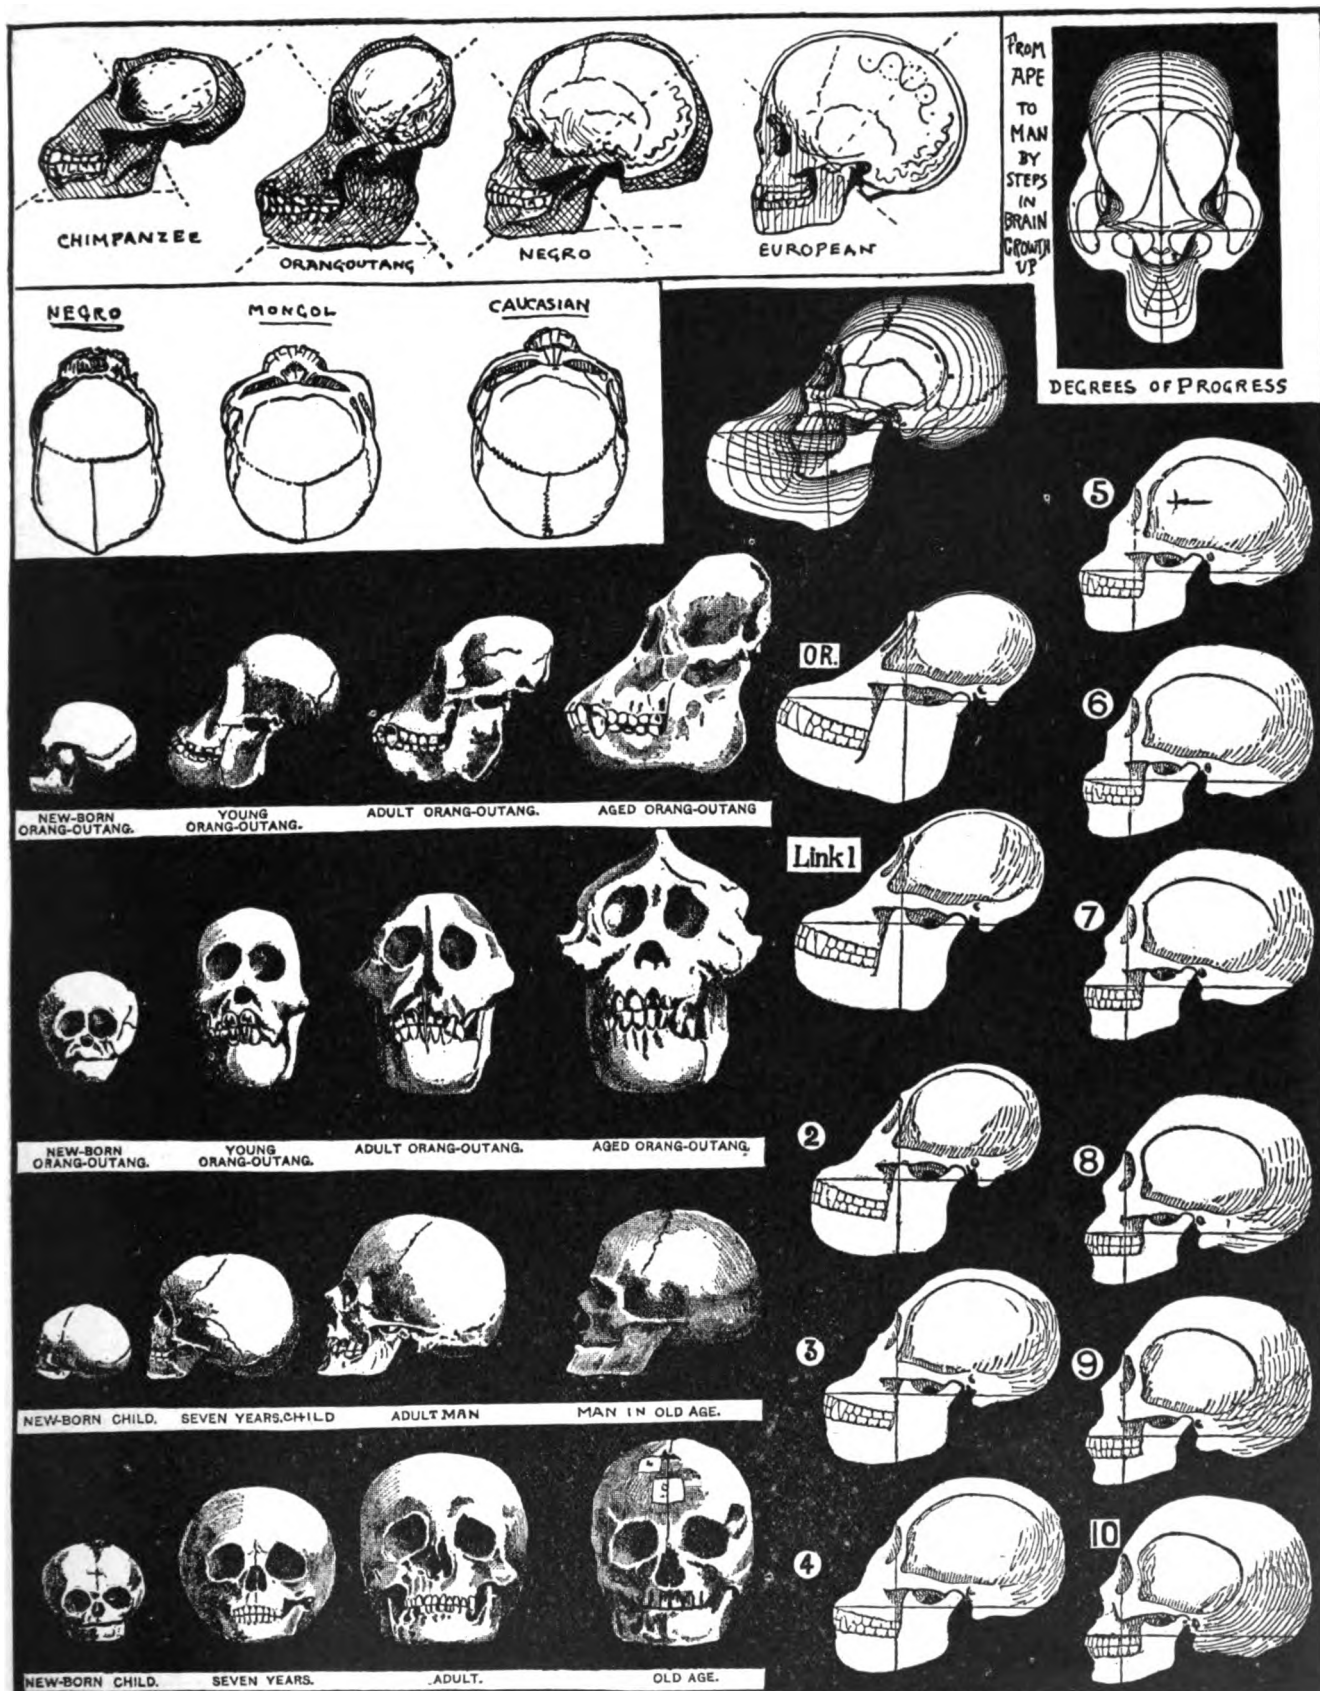 CHIMPANZEE
ORANGOUTANG
NEGRO
EUROPEAN
FROM
APE
TO
MAN
BY
STEPS
IN
BRAIN
GROWTH
UP
DEGREES OF PROGRESS
NEGRO
MONGOL
CAUCASIAN
NEW-BORN
ORANG-OUTANG.
YOUNG
ORANG-OUTANG.
ADULT ORANG-OUTANG.
AGED ORANG-OUTANG
NEW-BORN
ORANG-OUTANG.
YOUNG
ORANG-OUTANG.
ADULT ORANG-OUTANG.
AGED ORANG-OUTANG.
NEW-BORN CHILD.
SEVEN YEARS.CHILD
ADULT MAN
MAN IN OLD AGE.
NEW-BORN CHILD.
SEVEN YEARS.
ADULT.
OLD AGE.
OR.
Link 1
2
3
4
5
6
7
8
9
10